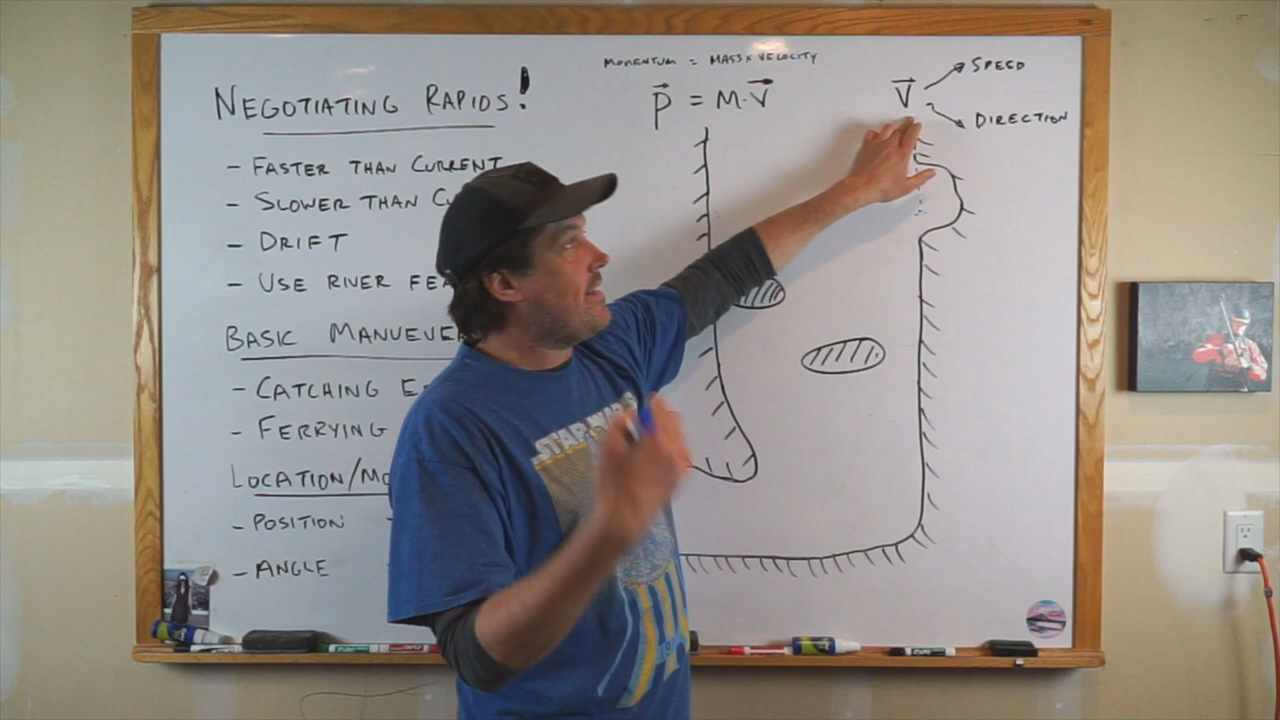 NEGOTIATING RAPIDS!
- FASTER THAN CURRENT
- SLOWER THAN
- DRIFT
- USE RIVER
BASIC
- CATCHING
- FERRYING
LOCATION/
- POSITION
- ANGLE
MOMENTUM = MASS x VELOCITY
P = M·V
V
SPEED
DIRECTION
STAR WARS